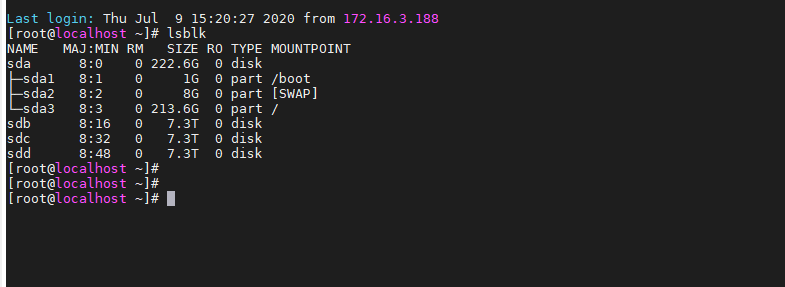 Last login: Thu Jul  9 15:20:27 2020 from 172.16.3.188
[root@localhost ~]# lsblk
NAME   MAJ:MIN RM   SIZE RO TYPE MOUNTPOINT
sda      8:0    0 222.6G  0 disk
├─sda1   8:1    0     1G  0 part /boot
├─sda2   8:2    0     8G  0 part [SWAP]
└─sda3   8:3    0 213.6G  0 part /
sdb      8:16   0   7.3T  0 disk
sdc      8:32   0   7.3T  0 disk
sdd      8:48   0   7.3T  0 disk
[root@localhost ~]#
[root@localhost ~]#
[root@localhost ~]#